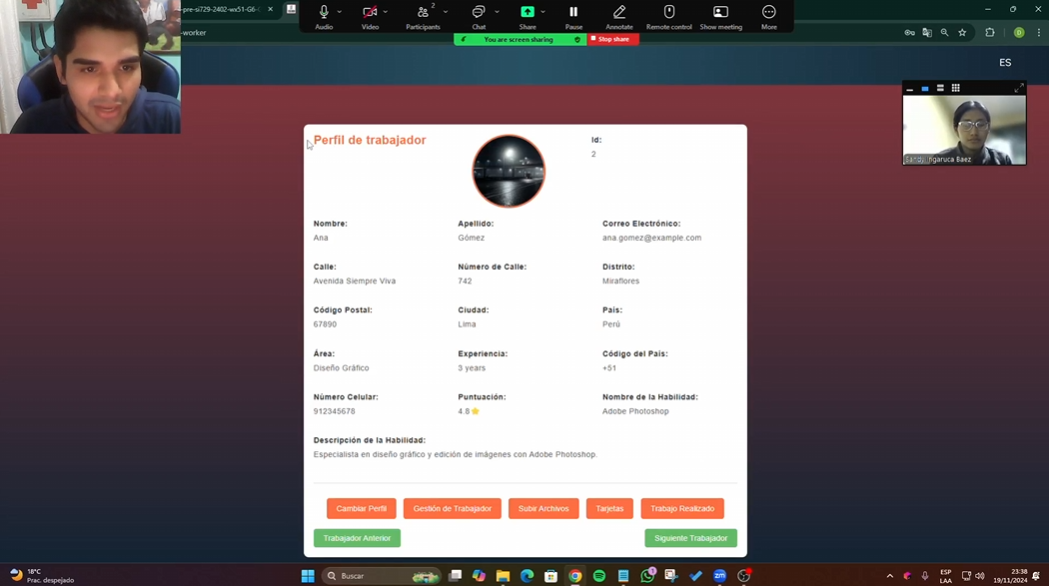 -pre-si729-2402-wx51-G6-
-worker
Audio
Video
2
Participants
Chat
Share
Pause
Annotate
Remote control
Show meeting
More
You are screen sharing
Stop share
ES
Perfil de trabajador
Id:
2
Nombre:
Apellido:
Correo Electrónico:
Ana
Gómez
ana.gomez@example.com
Calle:
Número de Calle:
Distrito:
Avenida Siempre Viva
742
Miraflores
Código Postal:
Ciudad:
País:
67890
Lima
Perú
Área:
Experiencia:
Código del País:
Diseño Gráfico
3 years
+51
Número Celular:
Puntuación:
Nombre de la Habilidad:
912345678
4.8
Adobe Photoshop
Descripción de la Habilidad:
Especialista en diseño gráfico y edición de imágenes con Adobe Photoshop.
Cambiar Perfil
Gestión de Trabajador
Subir Archivos
Tarjetas
Trabajo Realizado
Trabajador Anterior
Siguiente Trabajador
18°C
Prac. despejado
Buscar
ESP
LAA
23:38
19/11/2024